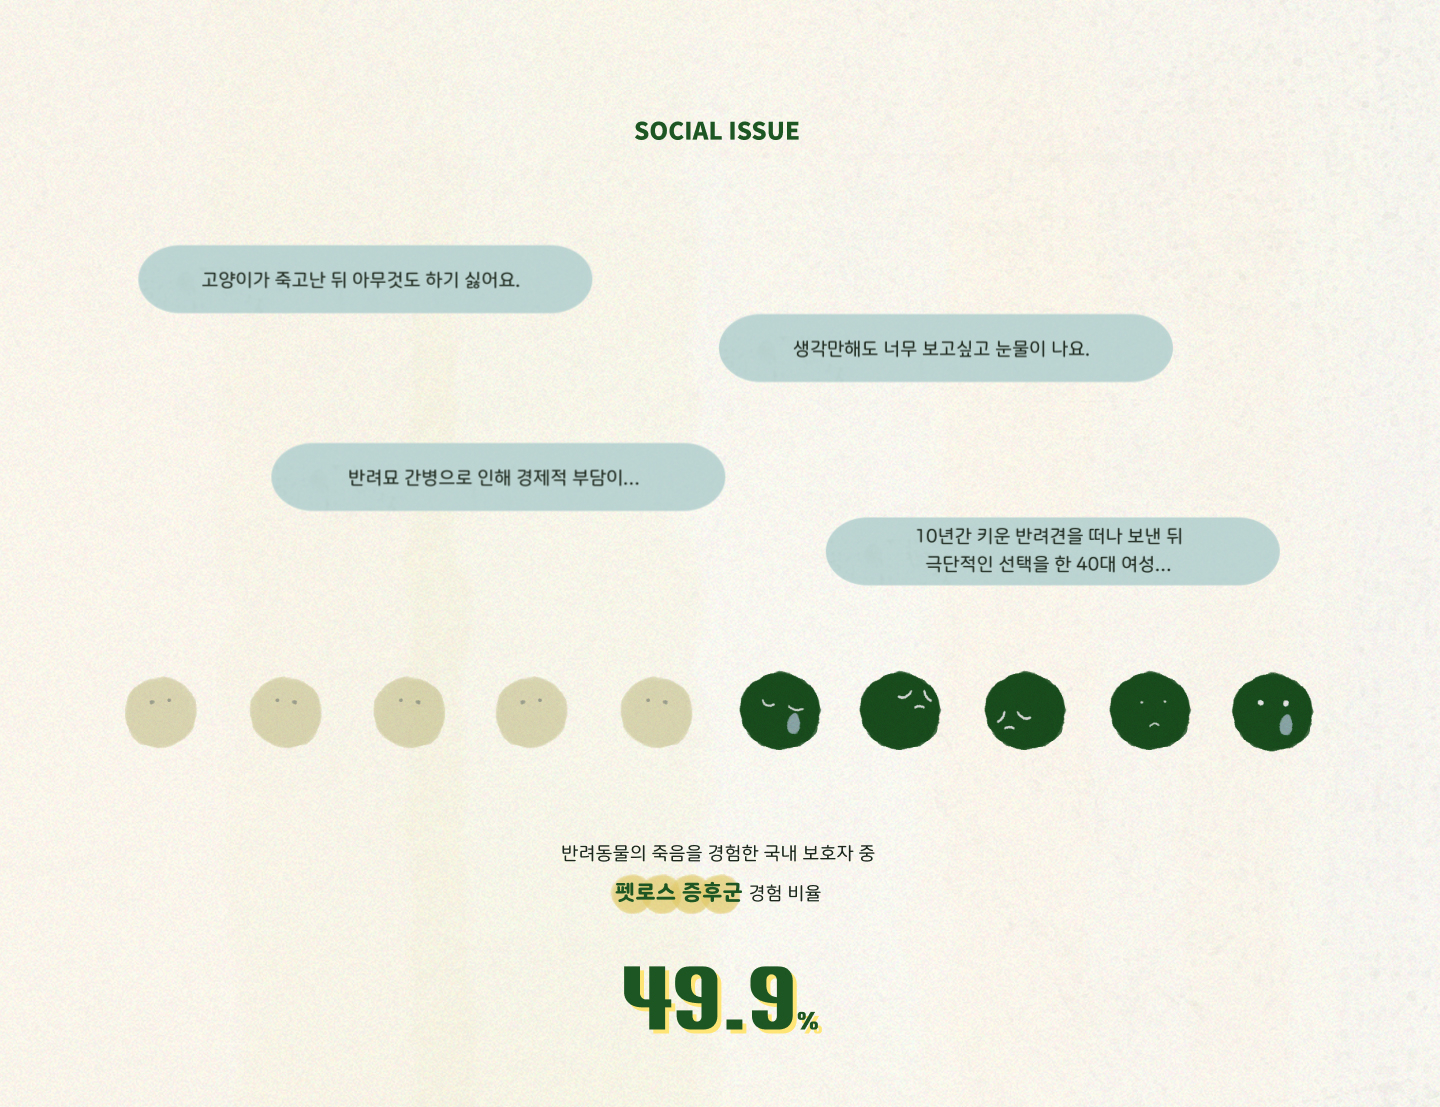 SOCIAL ISSUE
고양이가 죽고난 뒤 아무것도 하기 싫어요.
생각만해도 너무 보고싶고 눈물이 나요.
반려묘 간병으로 인해 경제적 부담이...
10년간 키운 반려견을 떠나 보낸 뒤
극단적인 선택을 한 40대 여성...
반려동물의 죽음을 경험한 국내 보호자 중
펫로스 증후군 경험 비율
49.9%